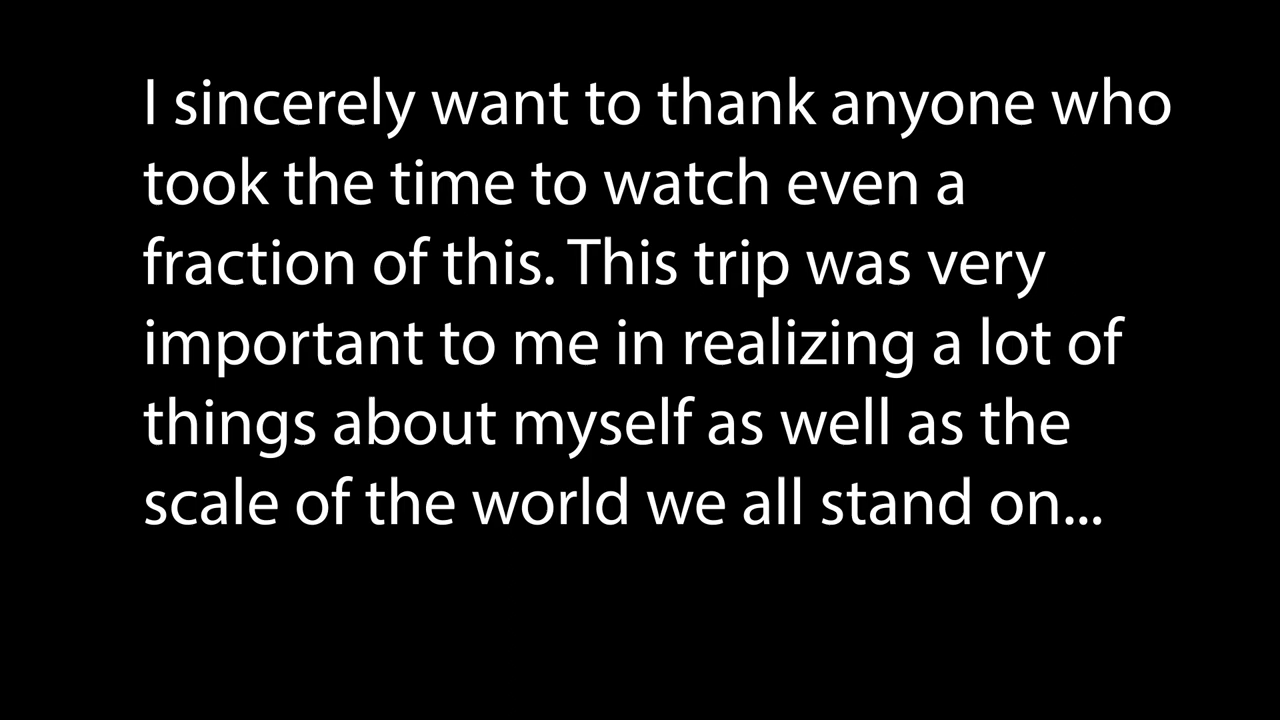 I sincerely want to thank anyone who
took the time to watch even a
fraction of this. This trip was very
important to me in realizing a lot of
things about myself as well as the
scale of the world we all stand on...